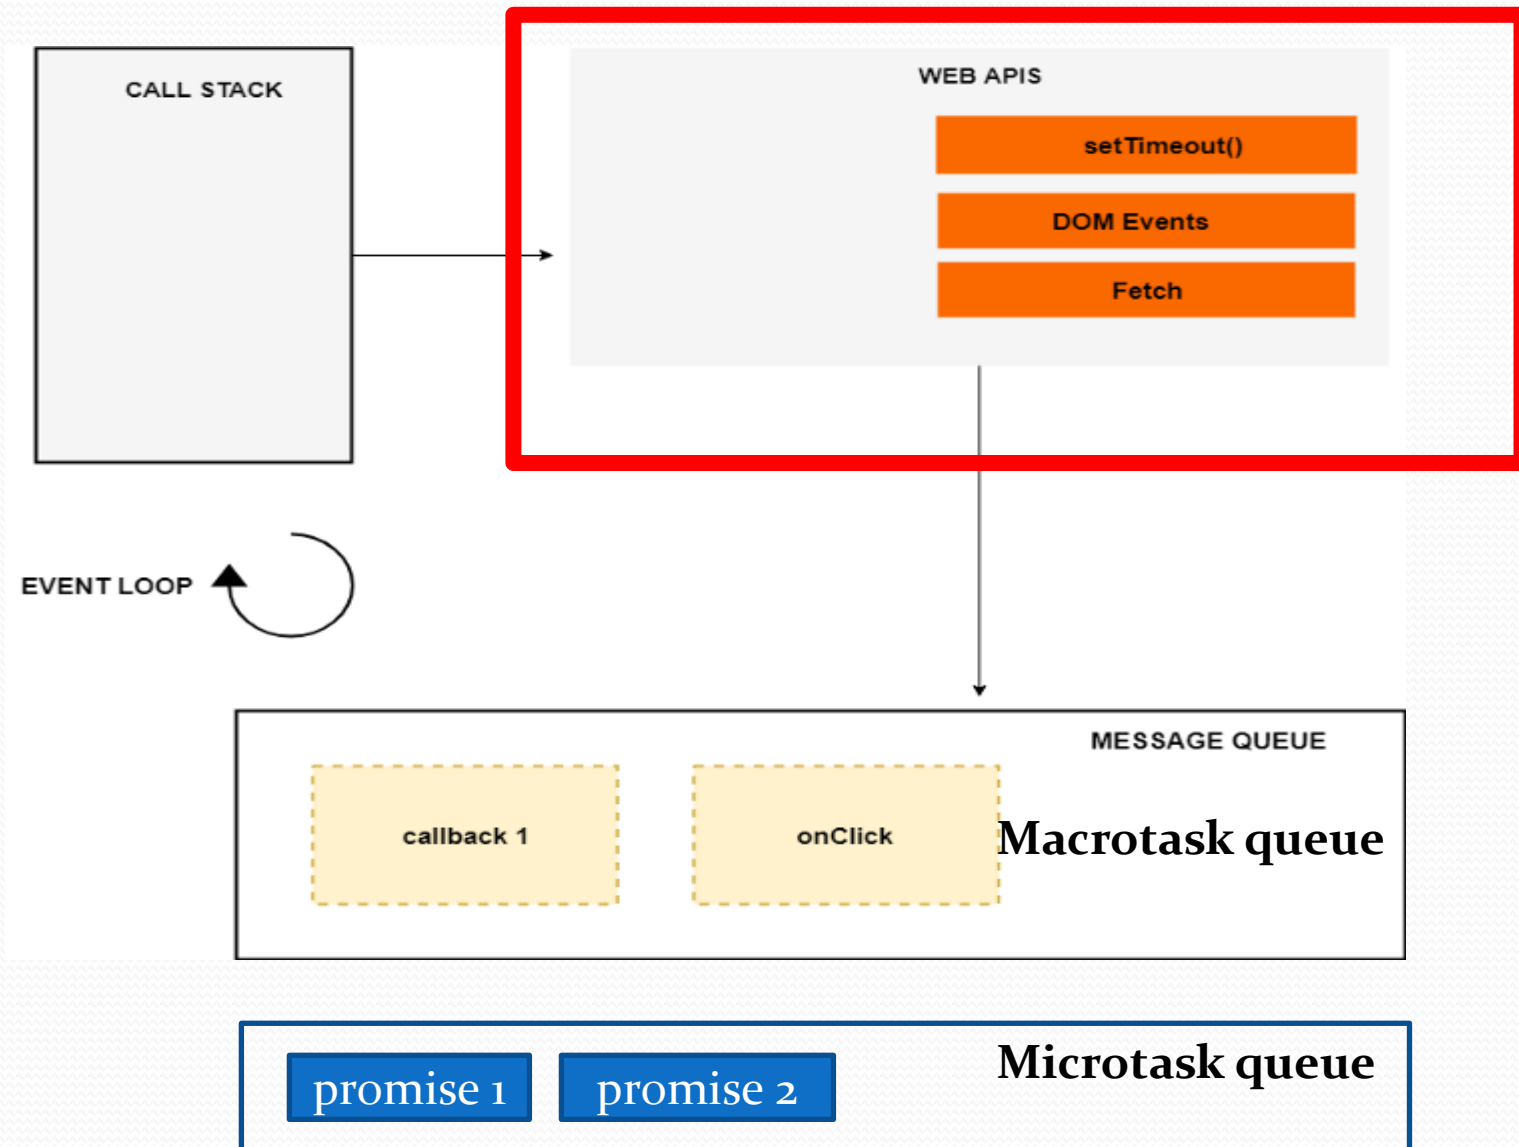 CALL STACK
WEB APIS
setTimeout()
DOM Events
Fetch
EVENT LOOP
MESSAGE QUEUE
callback 1
onClick
Macrotask queue
Microtask queue
promise 1
promise 2